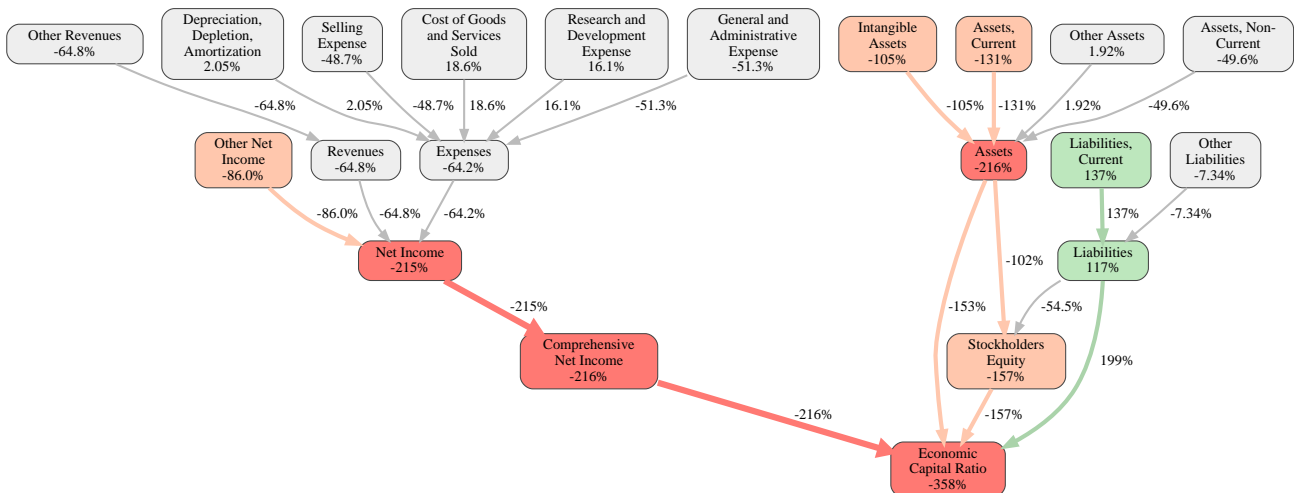 Other Revenues
-64.8%
Depreciation,
Depletion,
Amortization
2.05%
Selling
Expense
-48.7%
Cost of Goods
and Services
Sold
18.6%
Research and
Development
Expense
16.1%
General and
Administrative
Expense
-51.3%
Intangible
Assets
-105%
Assets,
Current
-131%
Other Assets
1.92%
Assets, Non-
Current
-49.6%
-64.8%
2.05%
-48.7%
18.6%
16.1%
-51.3%
-105%
-131%
1.92%
-49.6%
Other Net
Income
-86.0%
Revenues
-64.8%
Expenses
-64.2%
Assets
-216%
Liabilities,
Current
137%
Other
Liabilities
-7.34%
-86.0%
-64.8%
-64.2%
137%
-7.34%
Net Income
-215%
-102%
Liabilities
117%
-215%
-153%
-54.5%
Comprehensive
Net Income
-216%
Stockholders
Equity
-157%
199%
-216%
-157%
Economic
Capital Ratio
-358%